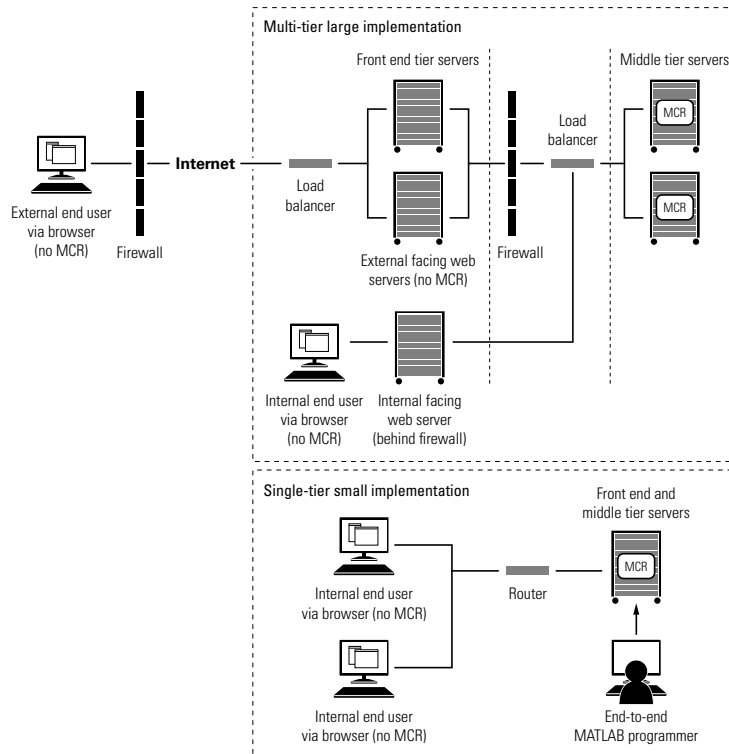 Multi-tier large implementation
Front end tier servers
Middle tier servers
MCR
Load
balancer
Internet
Load
balancer
MCR
External end user
via browser
(no MCR)
Firewall
External facing web
servers (no MCR)
Firewall
Internal end user
via browser
(no MCR)
Internal facing
web server
(behind firewall)
Single-tier small implementation
Front end and
middle tier servers
MCR
Internal end user
via browser (no MCR)
Router
Internal end user
via browser (no MCR)
End-to-end
MATLAB programmer